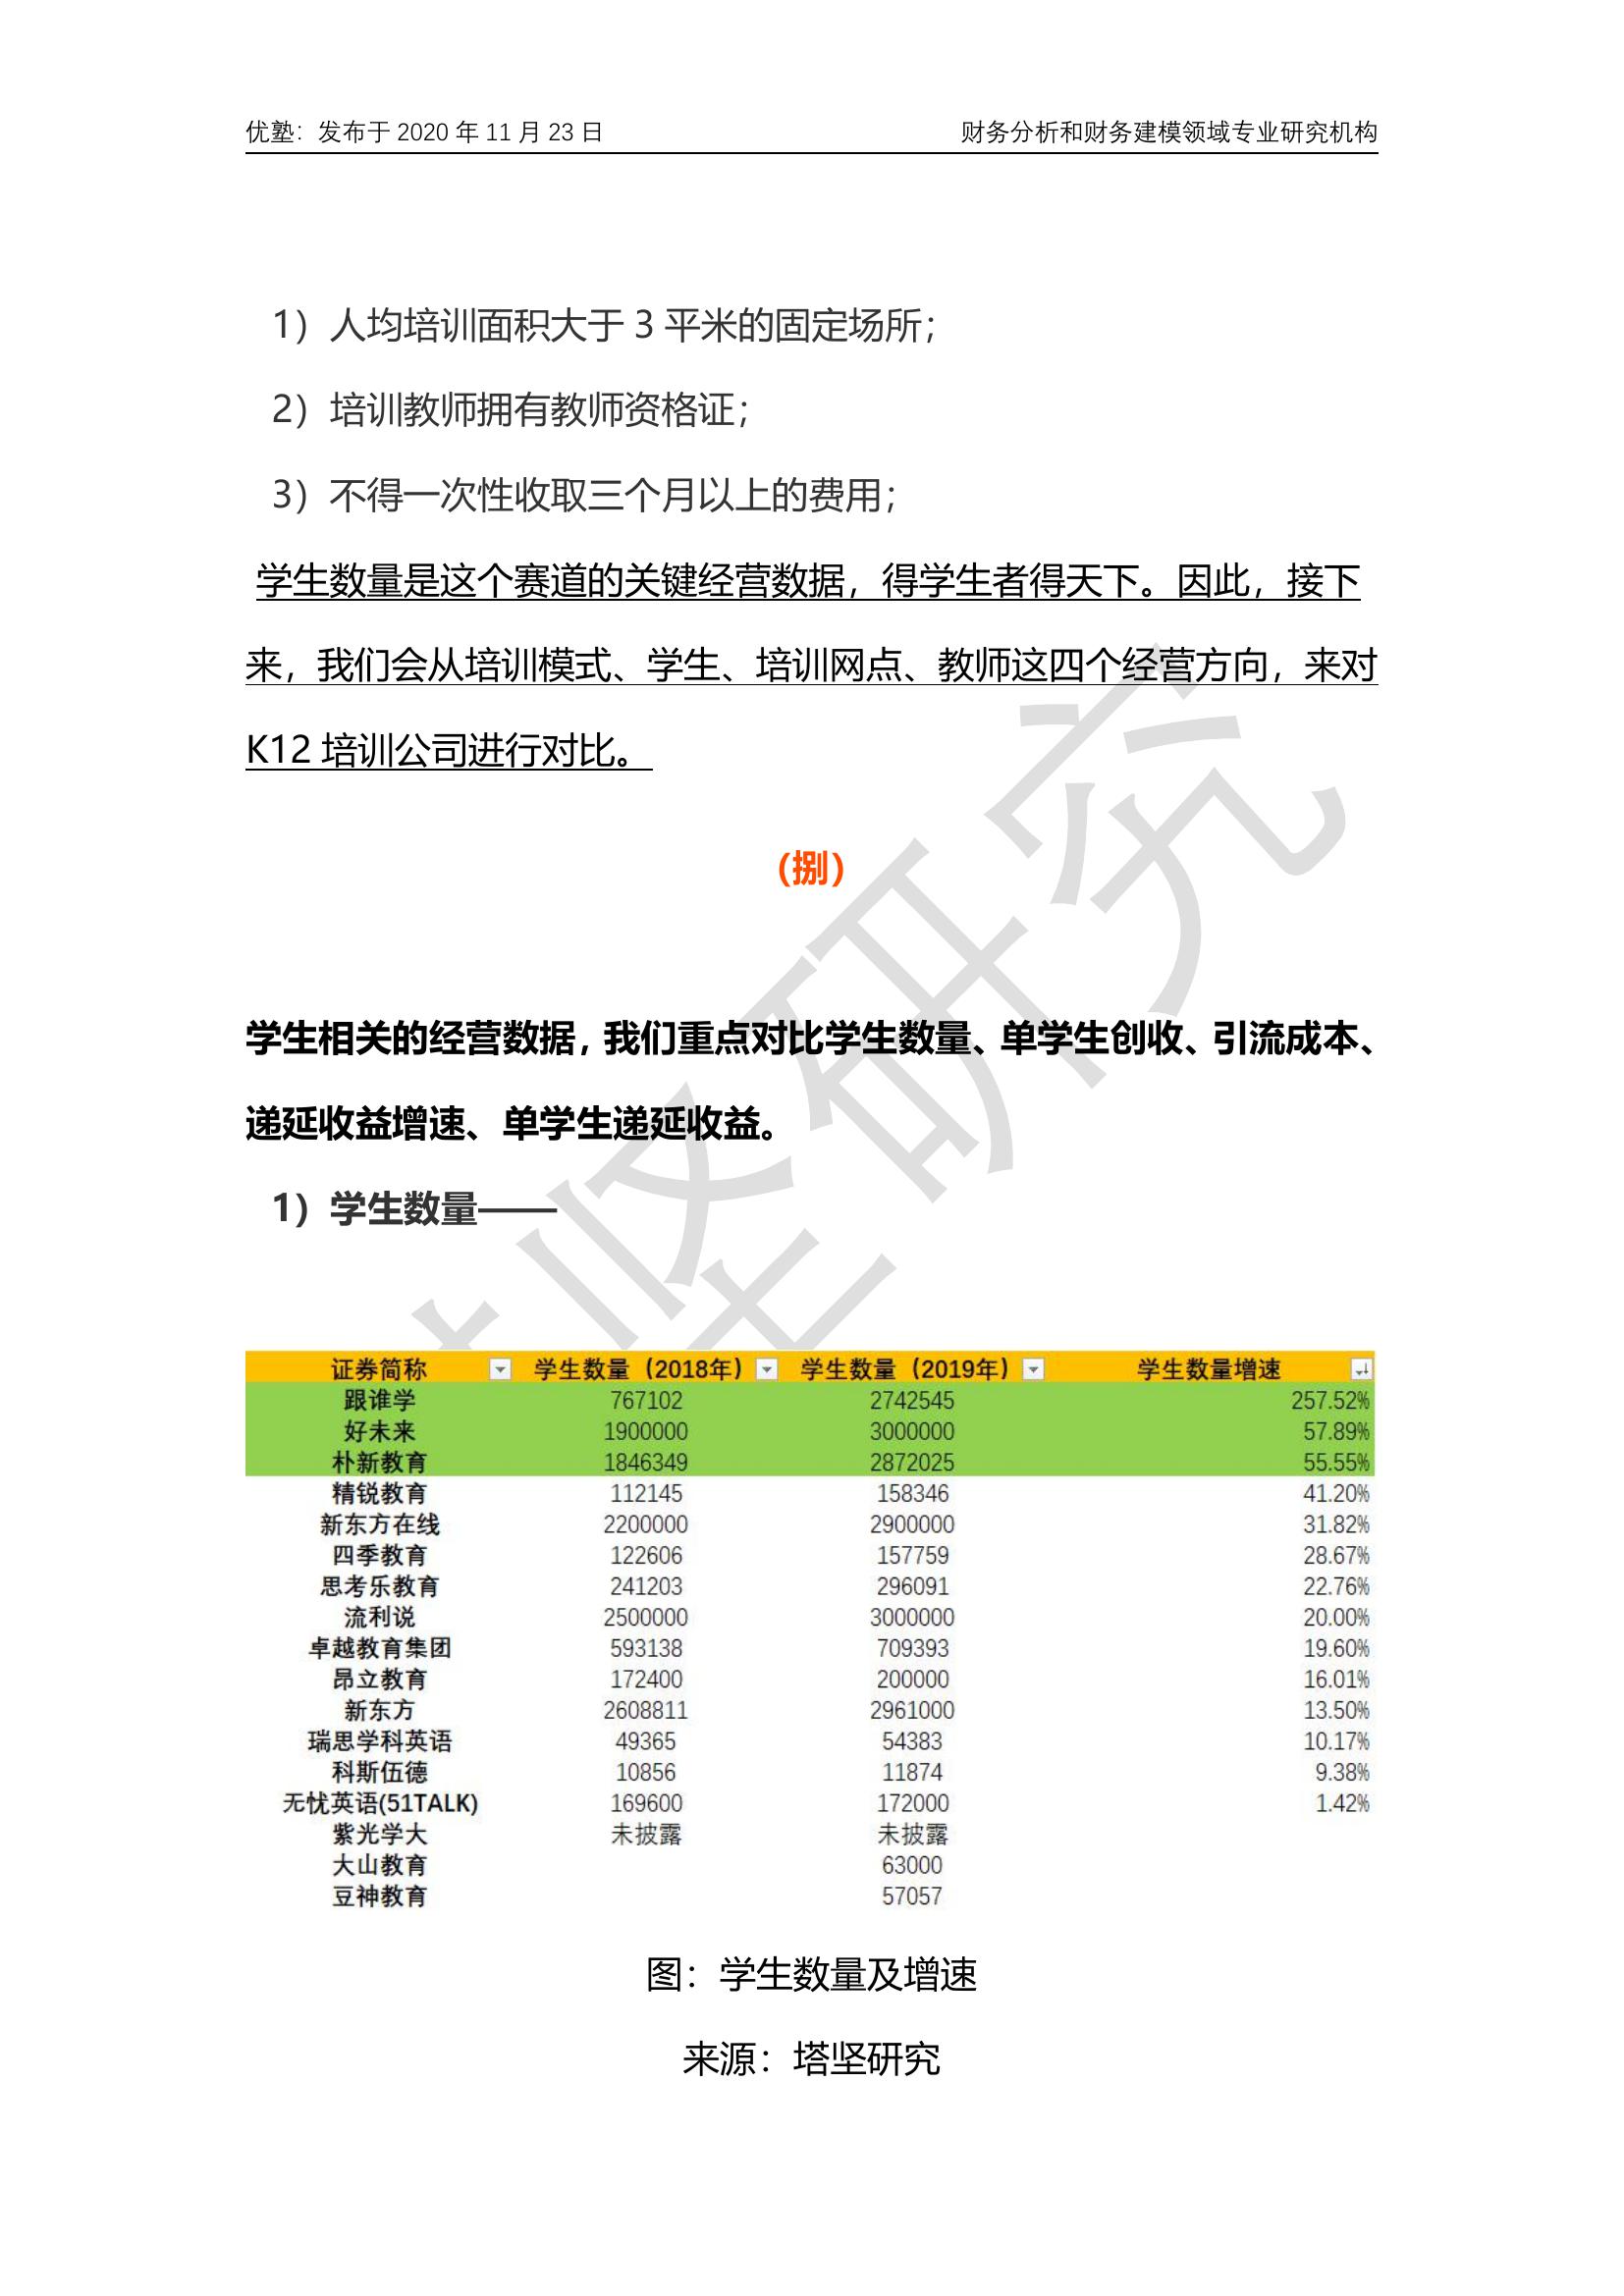 优塾：发布于 2020 年 11 月 23 日 财务分析和财务建模领域专业研究机构
1）人均培训面积大于 3 平米的固定场所；
2）培训教师拥有教师资格证；
3）不得一次性收取三个月以上的费用；
学生数量是这个赛道的关键经营数据，得学生者得天下。因此，接下
来，我们会从培训模式、学生、培训网点、教师这四个经营方向，来对
K12 培训公司进行对比。
(捌)
学生相关的经营数据，我们重点对比学生数量、单学生创收、引流成本、
递延收益增速、单学生递延收益。
1）学生数量——
证券简称 学生数量（2018年） 学生数量（2019年） 学生数量增速
跟谁学 767102 2742545 257.52%
好未来 1900000 3000000 57.89%
朴新教育 1846349 2872025 55.55%
精锐教育 112145 158346 41.20%
新东方在线 2200000 2900000 31.82%
四季教育 122606 157759 28.67%
思考乐教育 241203 296091 22.76%
流利说 2500000 3000000 20.00%
卓越教育集团 593138 709393 19.60%
昂立教育 172400 200000 16.01%
新东方 2608811 2961000 13.50%
瑞思学科英语 49365 54383 10.17%
科斯伍德 10856 11874 9.38%
无忧英语(51TALK) 169600 172000 1.42%
紫光学大 未披露 未披露
大山教育 63000
豆神教育 57057
图：学生数量及增速
来源：塔坚研究
坚研究